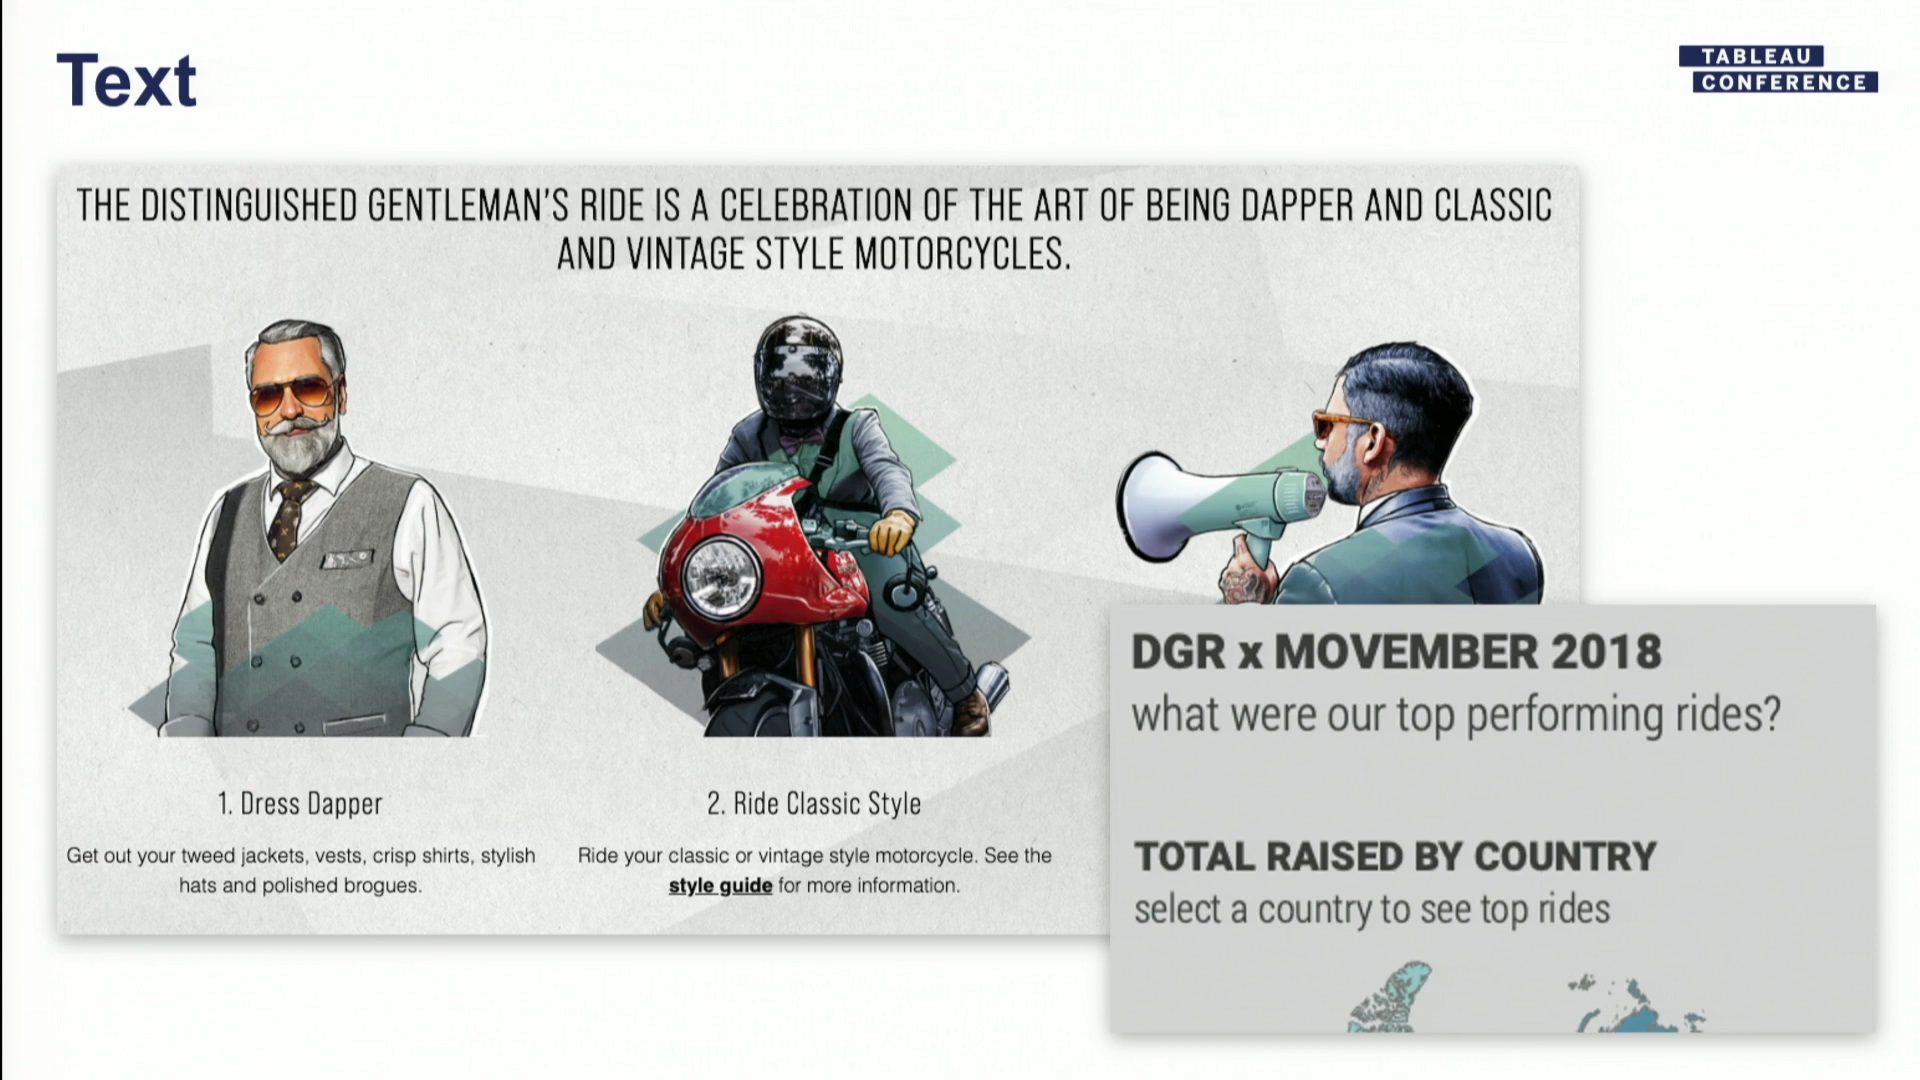 Text
TABLEAU
CONFERENCE
THE DISTINGUISHED GENTLEMAN'S RIDE IS A CELEBRATION OF THE ART OF BEING DAPPER AND CLASSIC
AND VINTAGE STYLE MOTORCYCLES.
1. Dress Dapper
Get out your tweed jackets, vests, crisp shirts, stylish
hats and polished brogues.
2. Ride Classic Style
Ride your classic or vintage style motorcycle. See the
style guide for more information.
DGR x MOVEMBER 2018
what were our top performing rides?
TOTAL RAISED BY COUNTRY
select a country to see top rides